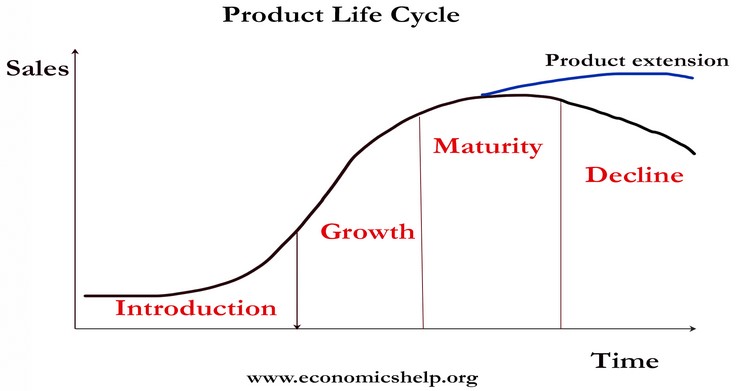 Product Life Cycle
Sales
Product extension
Maturity
Decline
Growth
Introduction
Time
www.economicshelp.org